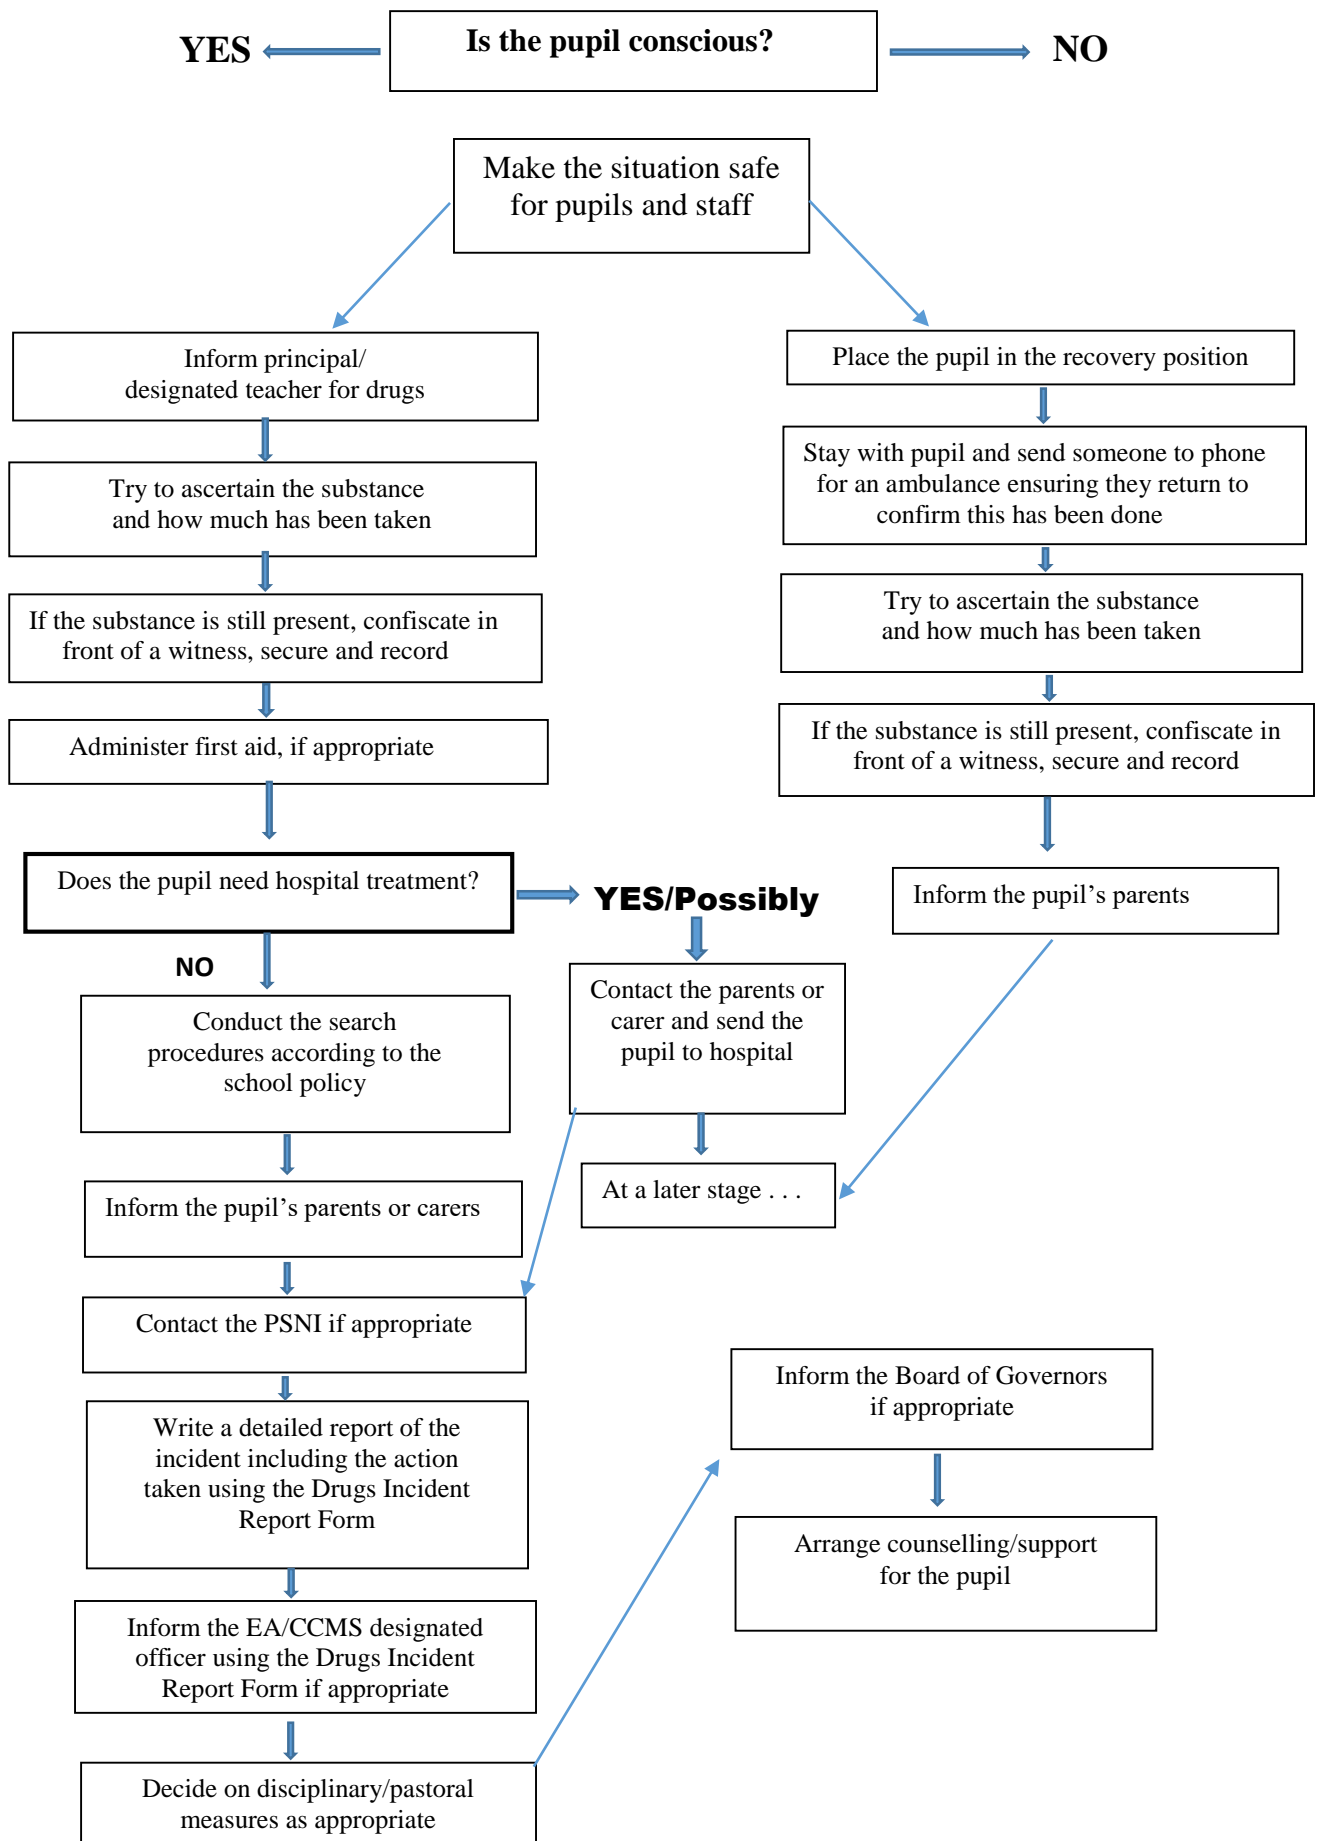 Is the pupil conscious?
YES
NO
Make the situation safe
for pupils and staff
Inform principal/
designated teacher for drugs
Try to ascertain the substance
and how much has been taken
If the substance is still present, confiscate in
front of a witness, secure and record
Administer first aid, if appropriate
Does the pupil need hospital treatment?
YES/Possibly
NO
Conduct the search
procedures according to the
school policy
Inform the pupil's parents or carers
Contact the PSNI if appropriate
Write a detailed report of the
incident including the action
taken using the Drugs Incident
Report Form
Inform the EA/CCMS designated
officer using the Drugs Incident
Report Form if appropriate
Decide on disciplinary/pastoral
measures as appropriate
Place the pupil in the recovery position
Stay with pupil and send someone to phone
for an ambulance ensuring they return to
confirm this has been done
Try to ascertain the substance
and how much has been taken
If the substance is still present, confiscate in
front of a witness, secure and record
Inform the pupil's parents
Contact the parents or
carer and send the
pupil to hospital
At a later stage . . .
Inform the Board of Governors
if appropriate
Arrange counselling/support
for the pupil